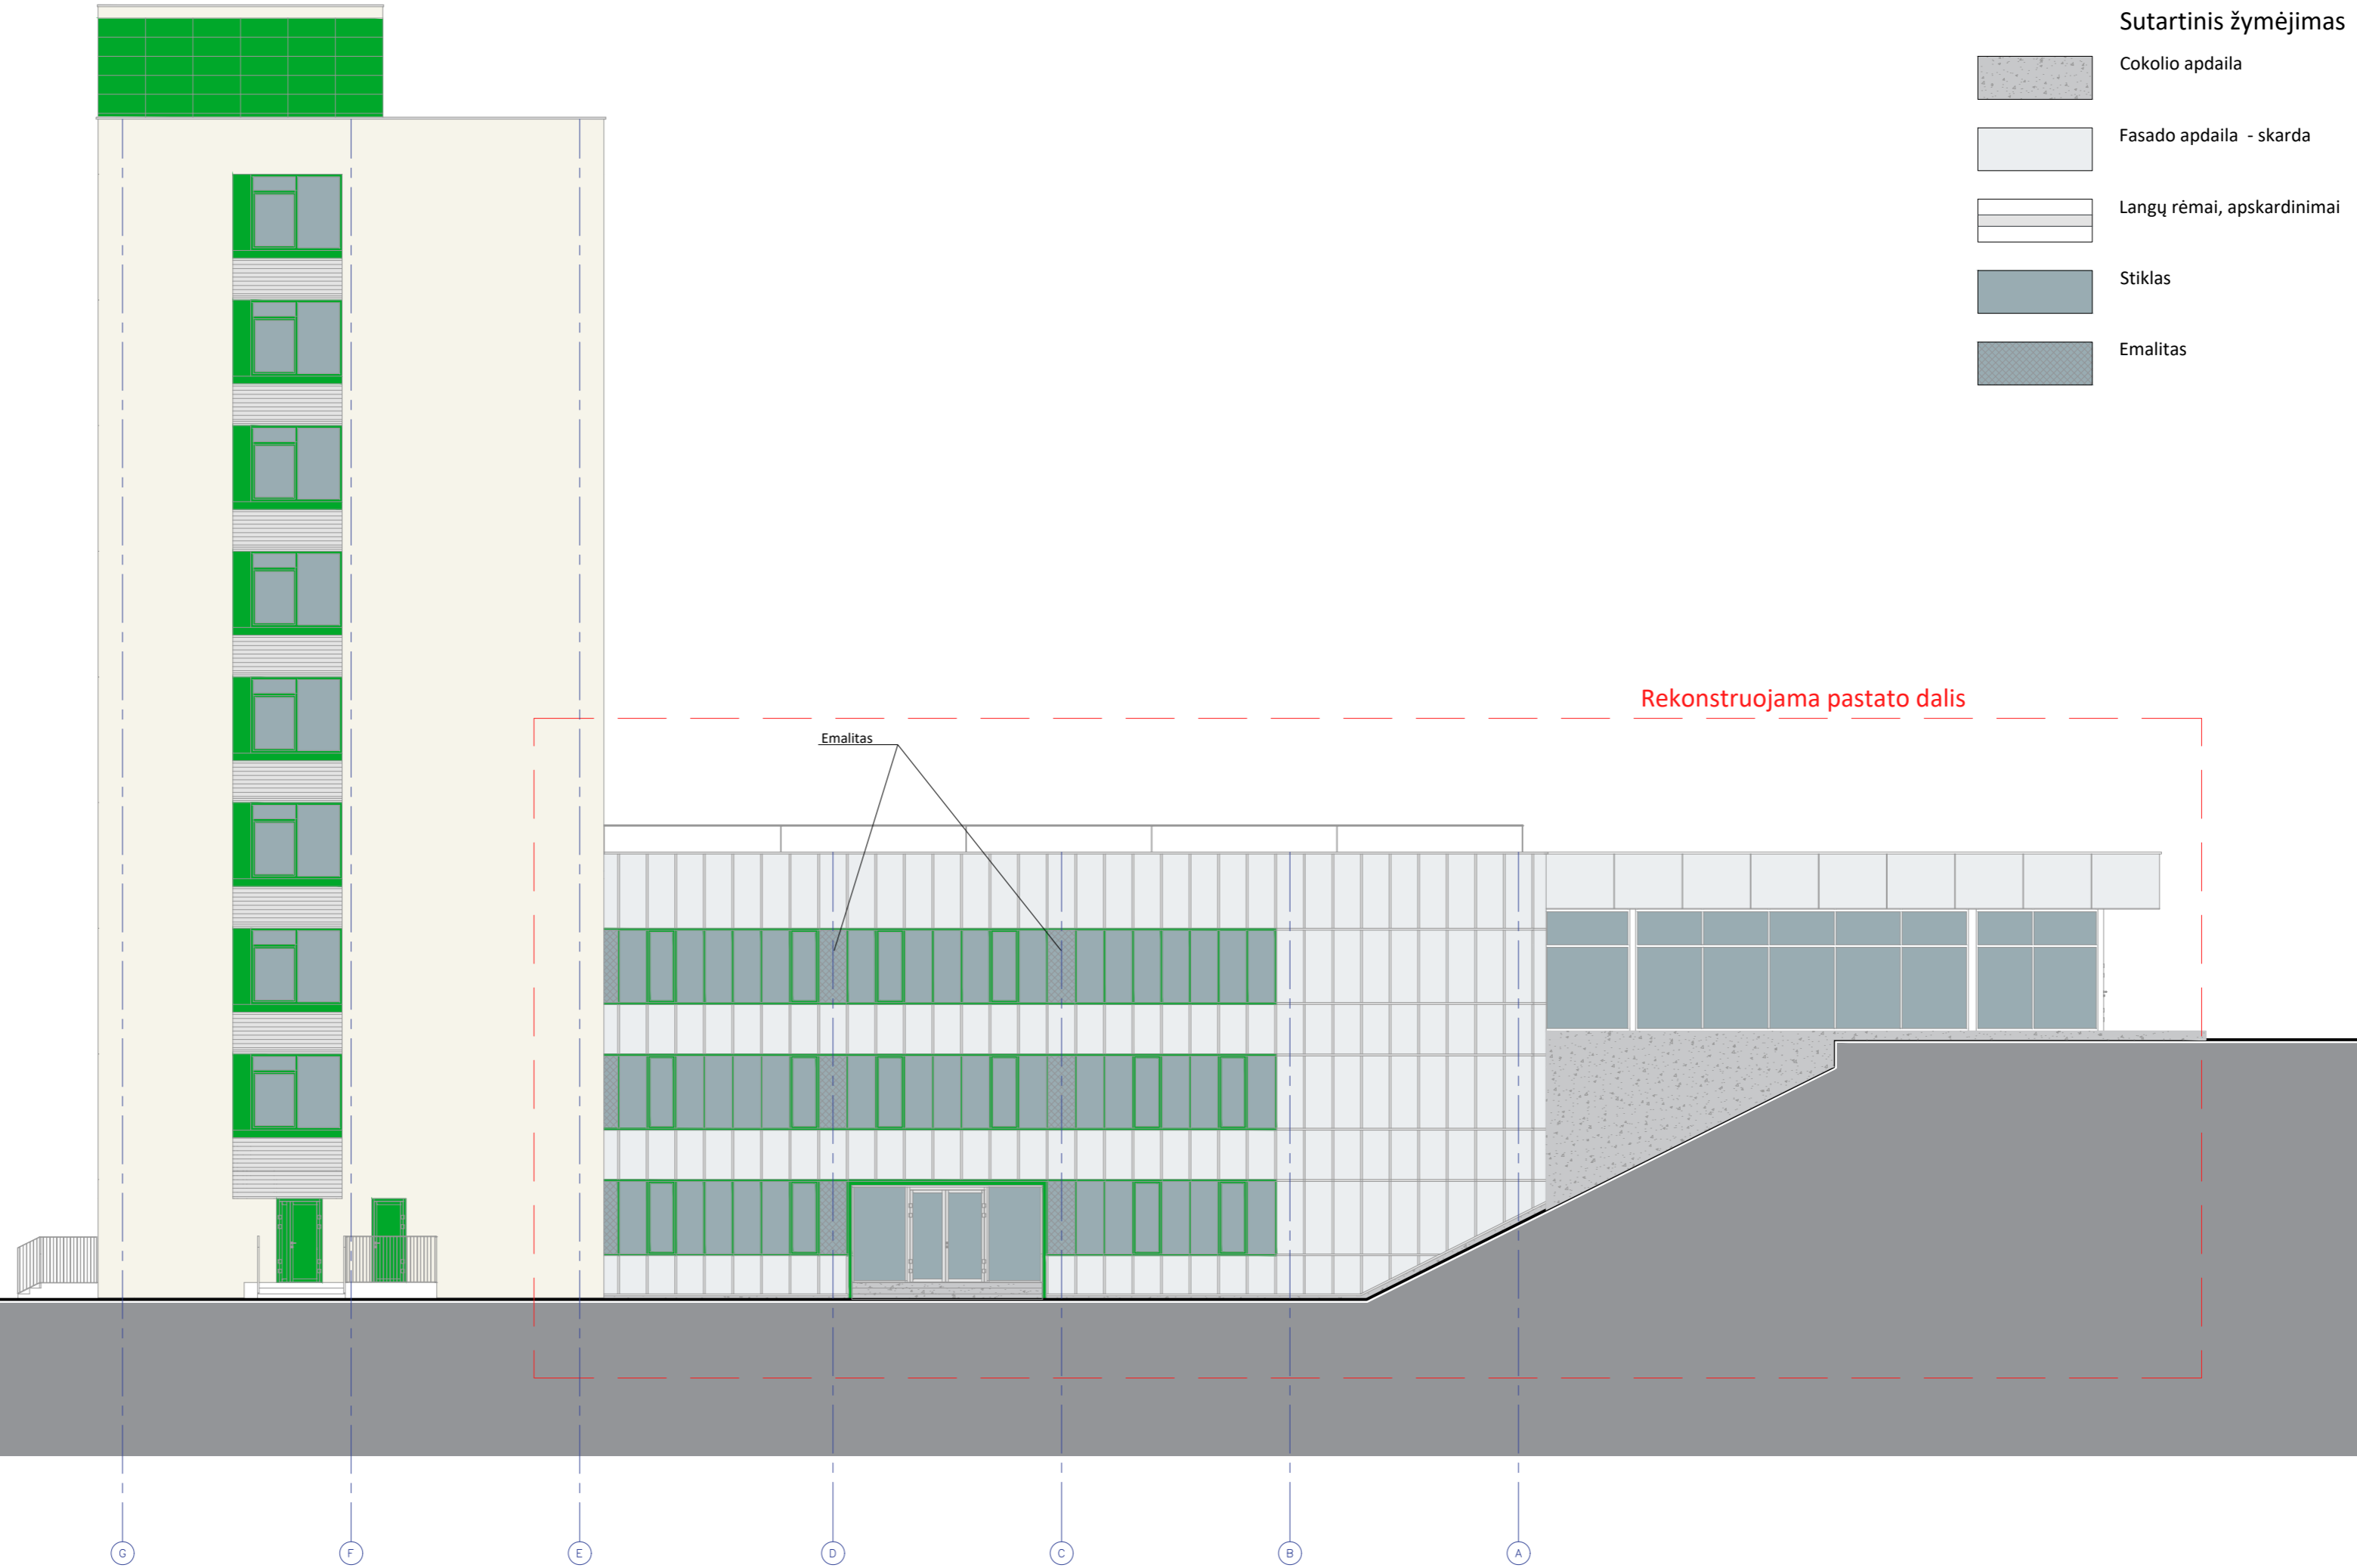 Sutartinis žymėjimas
Cokolio apdaila
Fasado apdaila - skarda
Langų rėmai, apskardinimai
Stiklas
Emalitas
Rekonstruojama pastato dalis
Emalitas
G F E D C B A